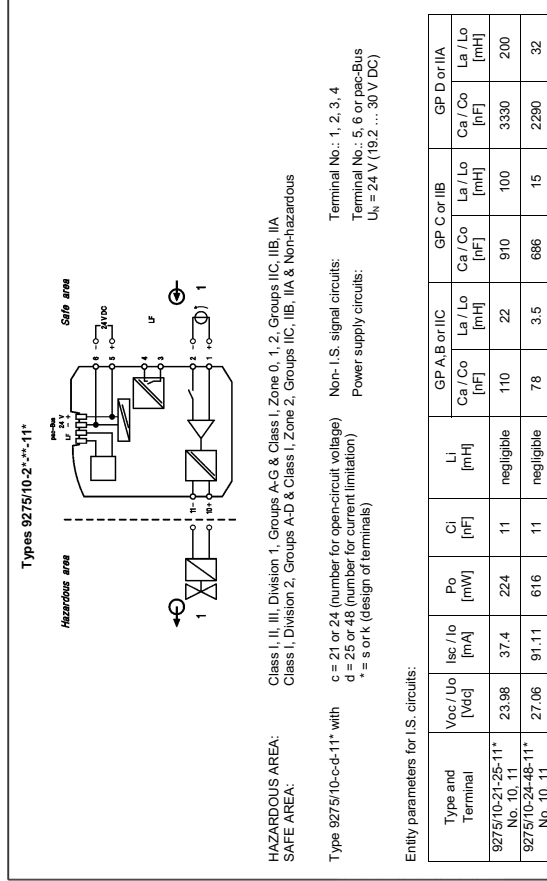 Types 9275/10-2*-**-11*
Hazardous area
Safe area
pac-Bus
24 V
LF - +
6
-
24 V DC
5
+
4
LF
3
2
-
1
+
1
11-
10+
1
HAZARDOUS AREA: Class I, II, III, Division 1, Groups A-G & Class I, Zone 0, 1, 2, Groups IIC, IIB, IIA
SAFE AREA: Class I, Division 2, Groups A-D & Class I, Zone 2, Groups IIC, IIB, IIA & Non-hazardous
Type 9275/10-c-d-11* with c = 21 or 24 (number for open-circuit voltage) Non- I.S. signal circuits: Terminal No.: 1, 2, 3, 4
d = 25 or 48 (number for current limitation) Power supply circuits: Terminal No.: 5, 6 or pac-Bus
* = s or k (design of terminals) UN = 24 V (19.2 ... 30 V DC)
Entity parameters for I.S. circuits:
Type and Terminal Voc / Uo [Vdc] Isc / Io [mA] Po [mW] Ci [nF] Li [mH] GP A,B or IIC GP C or IIB GP D or IIA
Ca / Co [nF] La / Lo [mH] Ca / Co [nF] La / Lo [mH] Ca / Co [nF] La / Lo [mH]
9275/10-21-25-11* No. 10, 11 23.98 37.4 224 11 negligible 110 22 910 100 3330 200
9275/10-24-48-11* No. 10, 11 27.06 91.11 616 11 negligible 78 3.5 686 15 2290 32